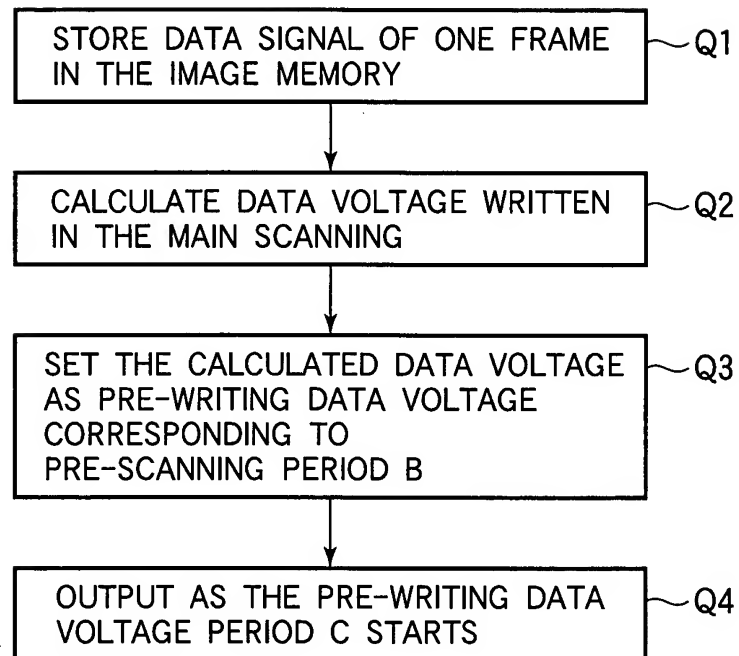 STORE DATA SIGNAL OF ONE FRAME Q1
IN THE IMAGE MEMORY
CALCULATE DATA VOLTAGE WRITTEN Q2
IN THE MAIN SCANNING
SET THE CALCULATED DATA VOLTAGE Q3
AS PRE-WRITING DATA VOLTAGE
CORRESPONDING TO
PRE-SCANNING PERIOD B
OUTPUT AS THE PRE-WRITING DATA Q4
VOLTAGE PERIOD C STARTS